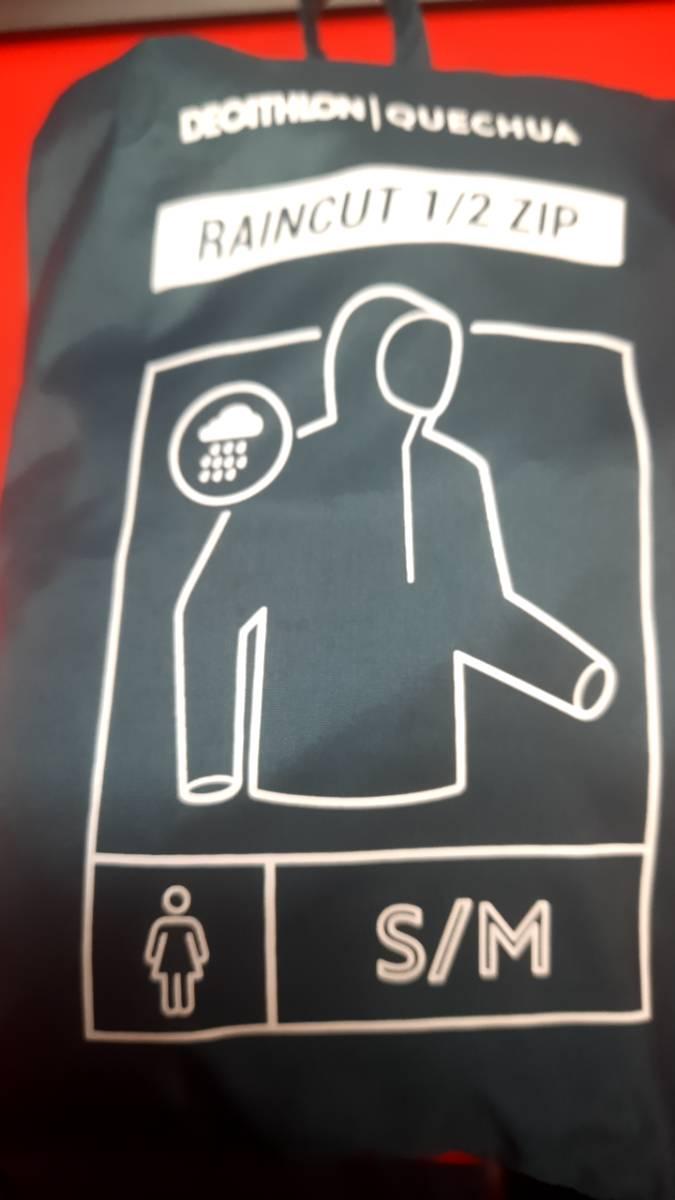 DECATHLON | QUECHUA
RAINCUT 1/2 ZIP
S/M